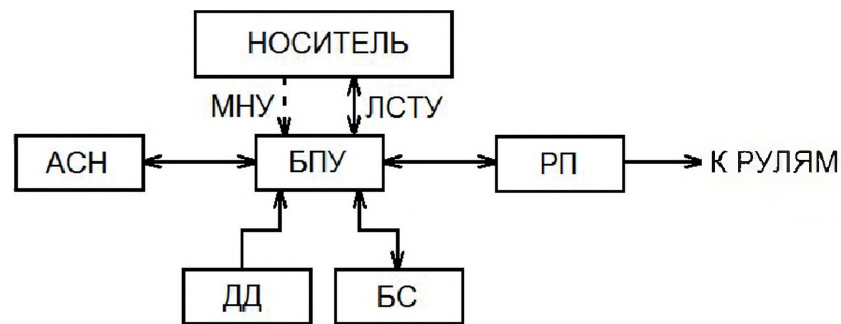 НОСИТЕЛЬ
МНУ
ЛСТУ
АСН
БПУ
РП
К РУЛЯМ
ДД
БС